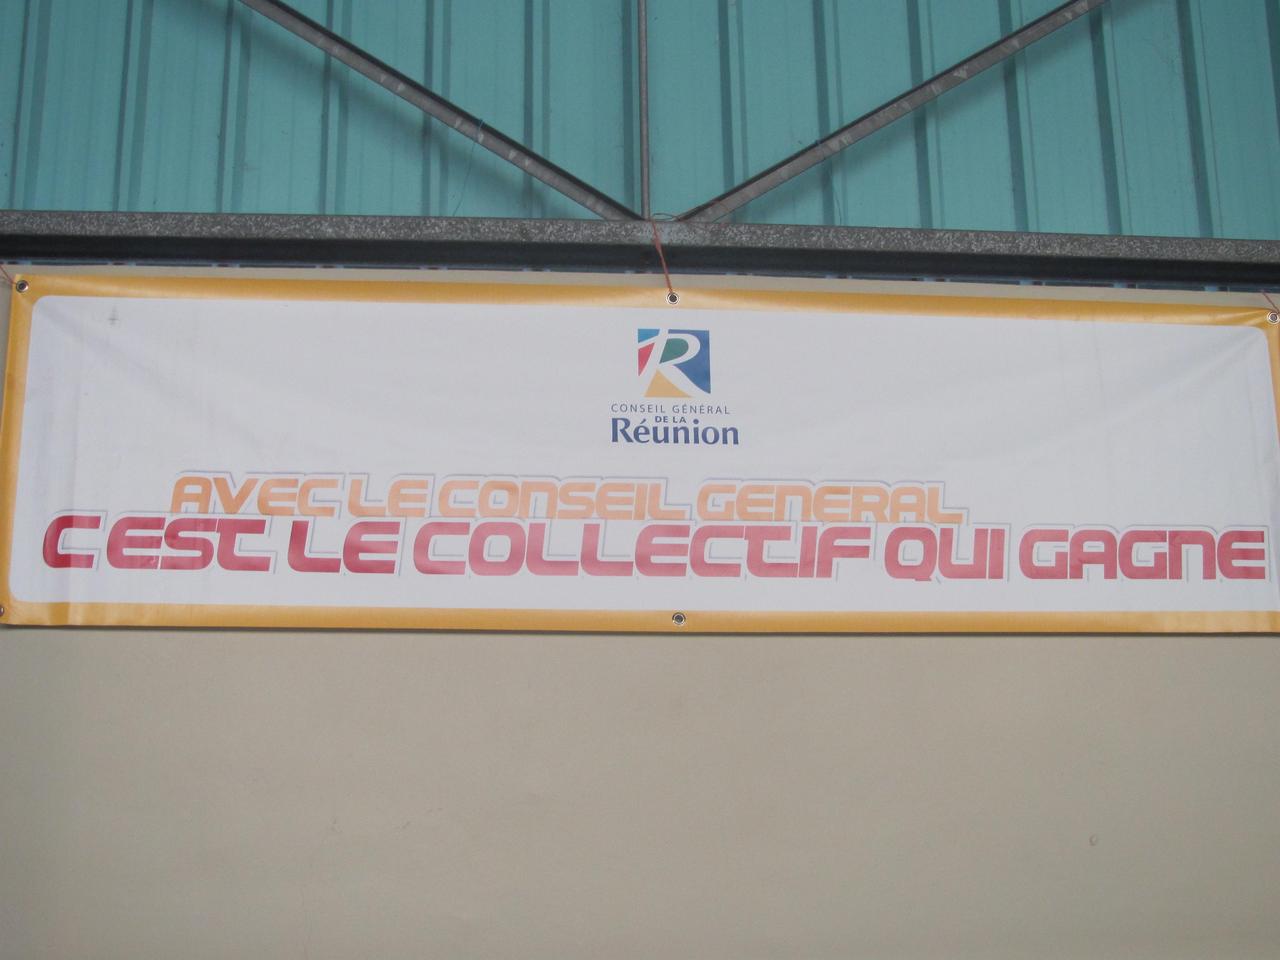 CONSEIL GÉNÉRAL
DE LA
Réunion
AVEC LE CONSEIL GENERAL
C'EST LE COLLECTIF QUI GAGNE